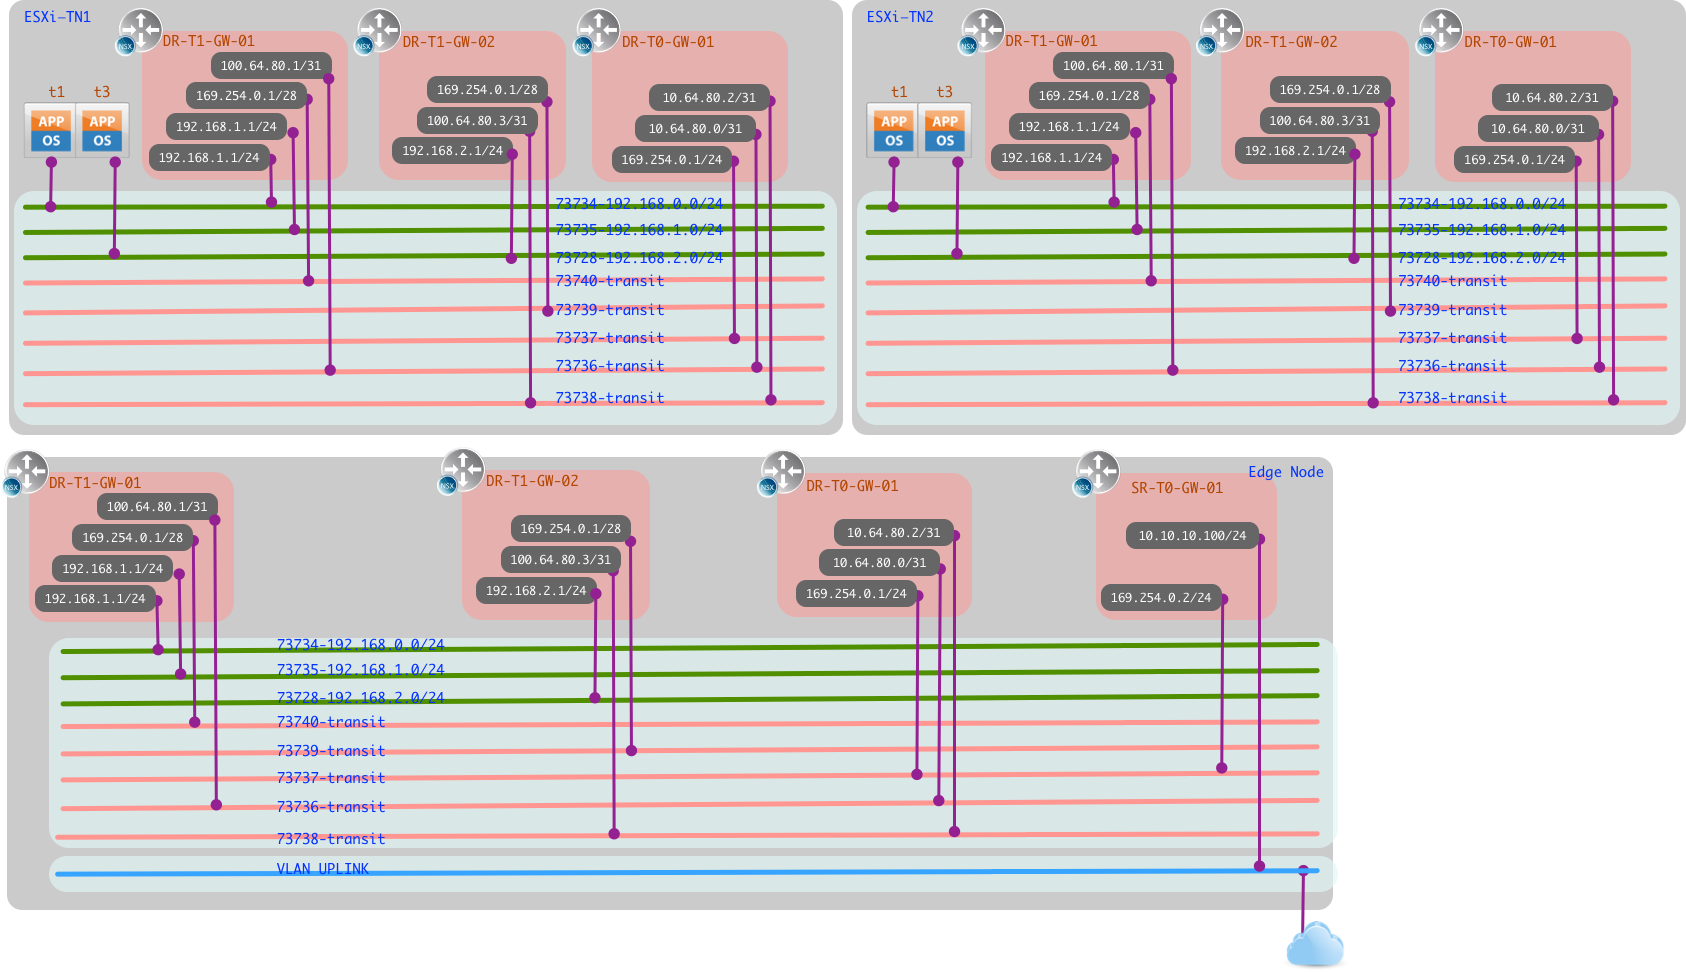 ESXi-TN1
NSX
DR-T1-GW-01
100.64.80.1/31
169.254.0.1/28
192.168.1.1/24
192.168.1.1/24
NSX
DR-T1-GW-02
169.254.0.1/28
100.64.80.3/31
192.168.2.1/24
NSX
DR-T0-GW-01
10.64.80.2/31
10.64.80.0/31
169.254.0.1/24
t1
t3
APP
OS
APP
OS
73734-192.168.0.0/24
73735-192.168.1.0/24
73728-192.168.2.0/24
73740-transit
73739-transit
73737-transit
73736-transit
73738-transit
ESXi-TN2
NSX
DR-T1-GW-01
100.64.80.1/31
169.254.0.1/28
192.168.1.1/24
192.168.1.1/24
NSX
DR-T1-GW-02
169.254.0.1/28
100.64.80.3/31
192.168.2.1/24
NSX
DR-T0-GW-01
10.64.80.2/31
10.64.80.0/31
169.254.0.1/24
t1
t3
APP
OS
APP
OS
73734-192.168.0.0/24
73735-192.168.1.0/24
73728-192.168.2.0/24
73740-transit
73739-transit
73737-transit
73736-transit
73738-transit
Edge Node
NSX
DR-T1-GW-01
100.64.80.1/31
169.254.0.1/28
192.168.1.1/24
192.168.1.1/24
NSX
DR-T1-GW-02
169.254.0.1/28
100.64.80.3/31
192.168.2.1/24
NSX
DR-T0-GW-01
10.64.80.2/31
10.64.80.0/31
169.254.0.1/24
NSX
SR-T0-GW-01
10.10.10.100/24
169.254.0.2/24
73734-192.168.0.0/24
73735-192.168.1.0/24
73728-192.168.2.0/24
73740-transit
73739-transit
73737-transit
73736-transit
73738-transit
VLAN UPLINK